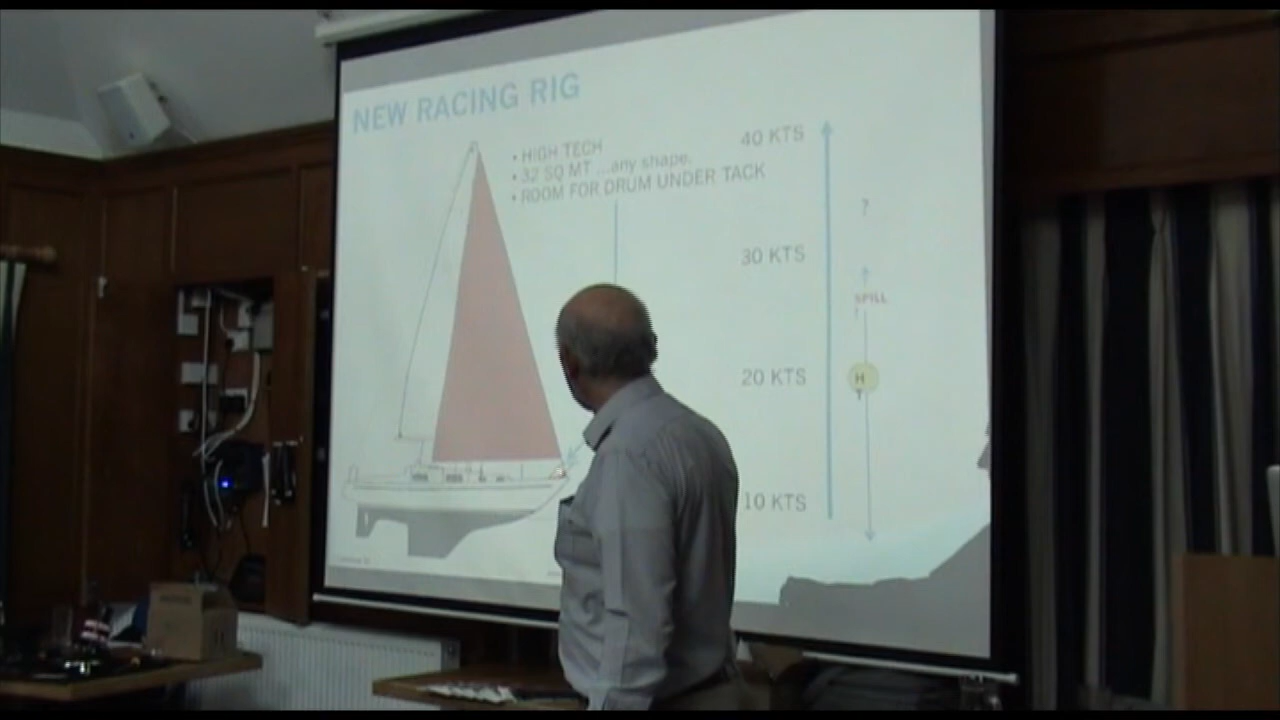 NEW RACING RIG
• HIGH TECH
• 32 SQ MT ...any shape.
• ROOM FOR DRUM UNDER TACK
40 KTS
?
30 KTS
SPILL
20 KTS
H
T
10 KTS